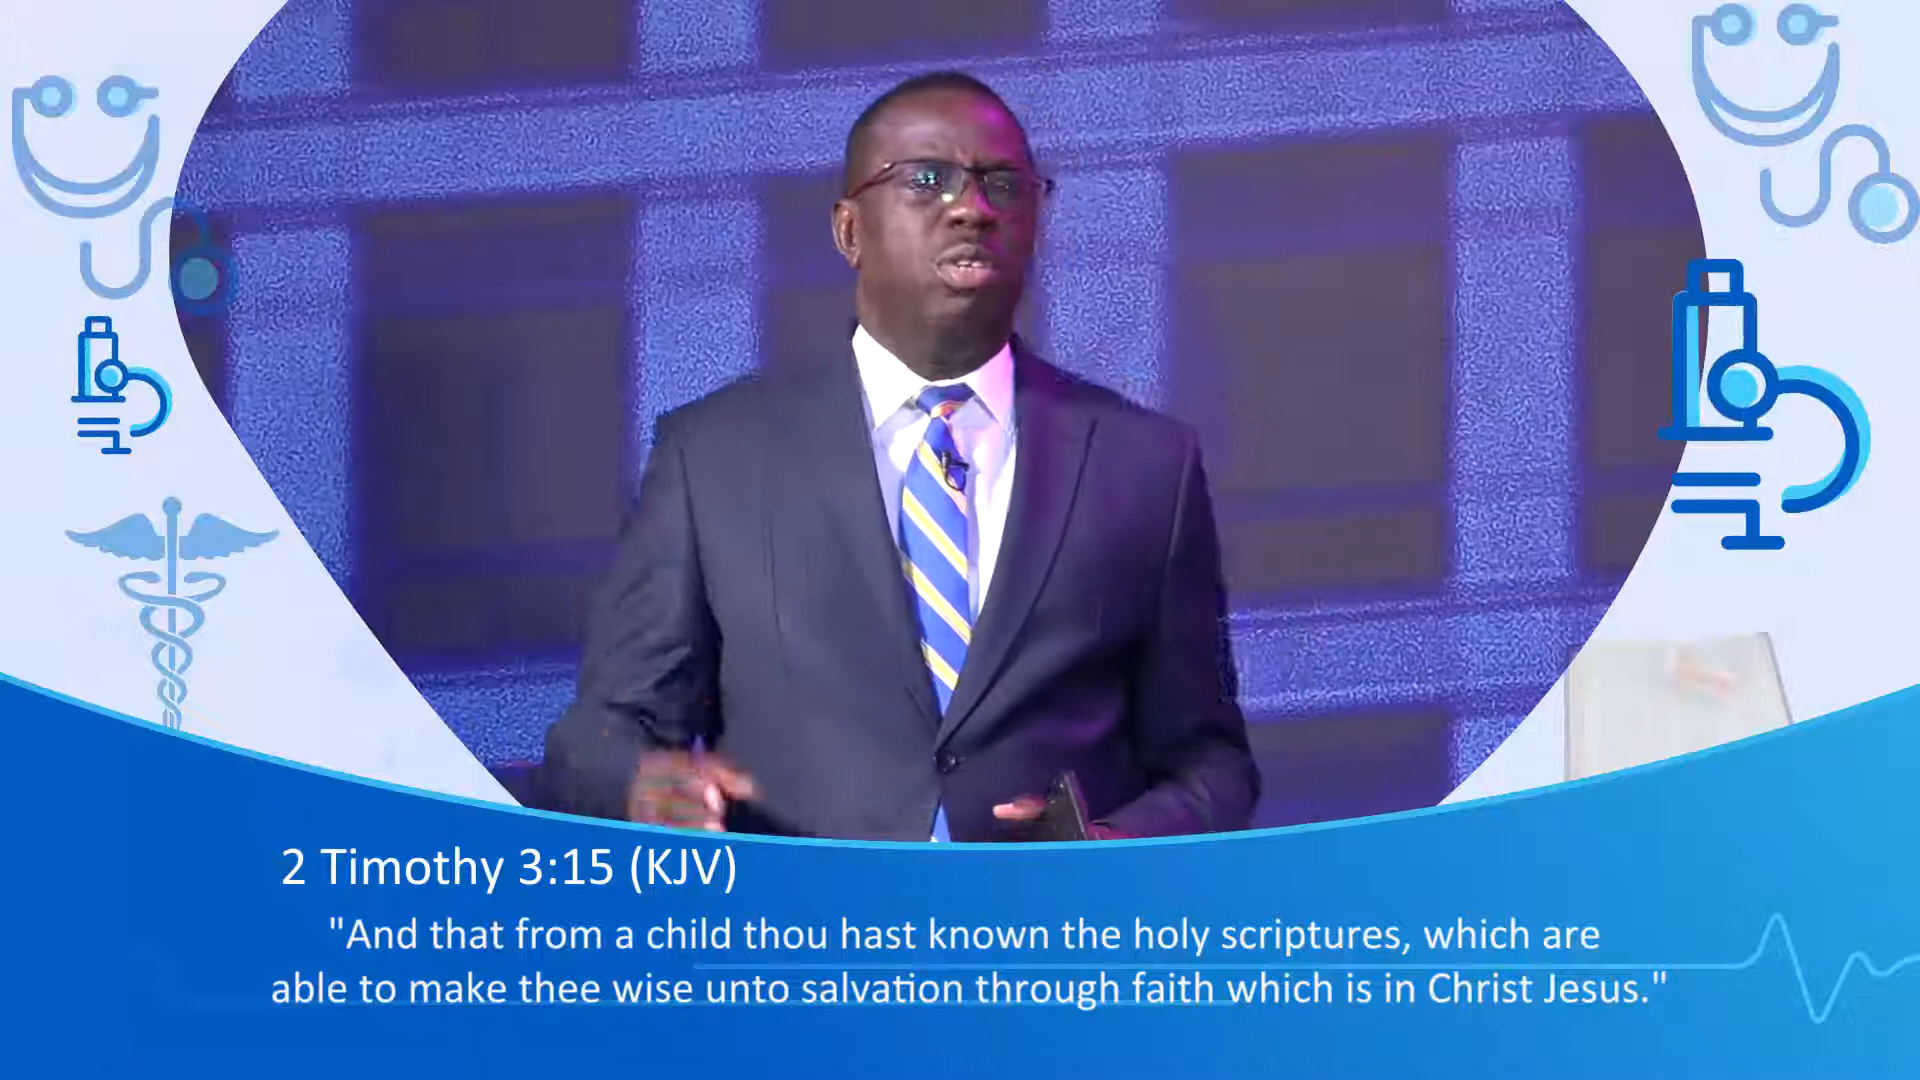 2 Timothy 3:15 (KJV)
"And that from a child thou hast known the holy scriptures, which are
able to make thee wise unto salvation through faith which is in Christ Jesus."